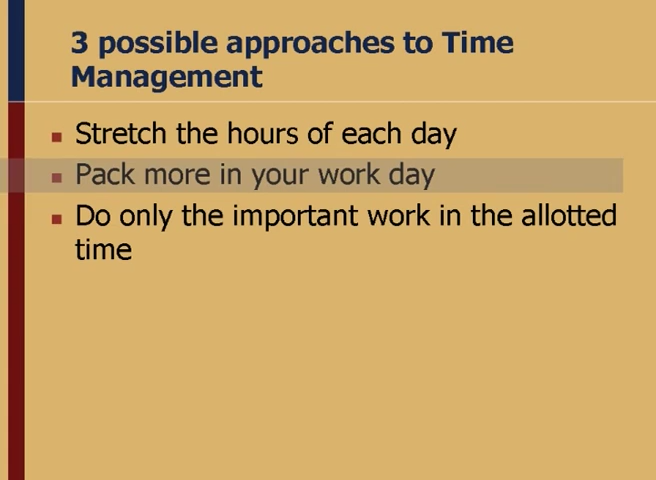 3 possible approaches to Time
Management
Stretch the hours of each day
Pack more in your work day
Do only the important work in the allotted
time